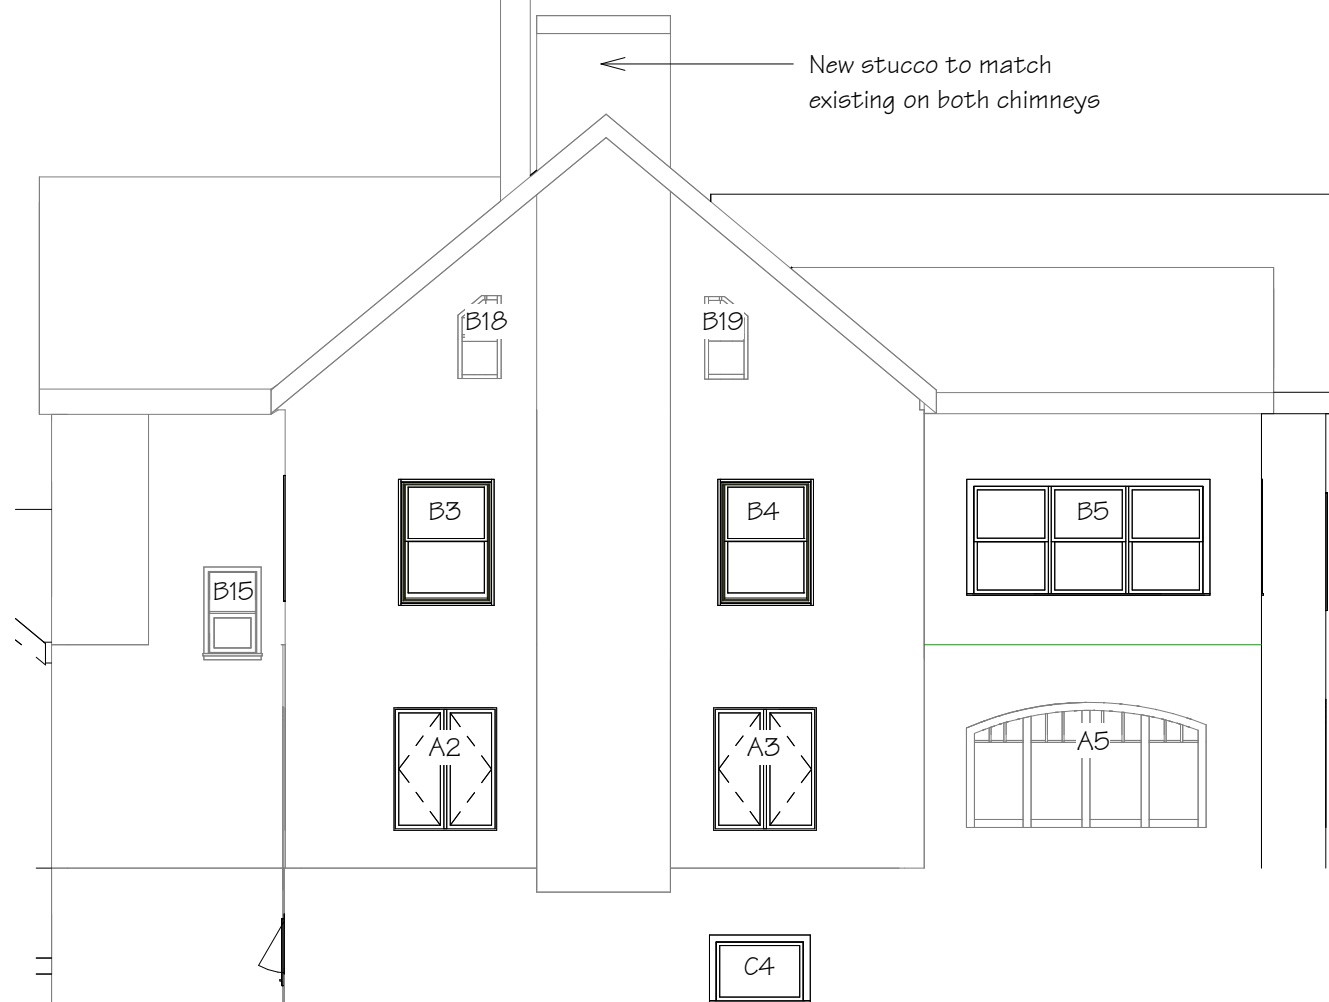 New stucco to match
existing on both chimneys
B18
B19
B3
B4
B5
B15
A2
A3
A5
C4